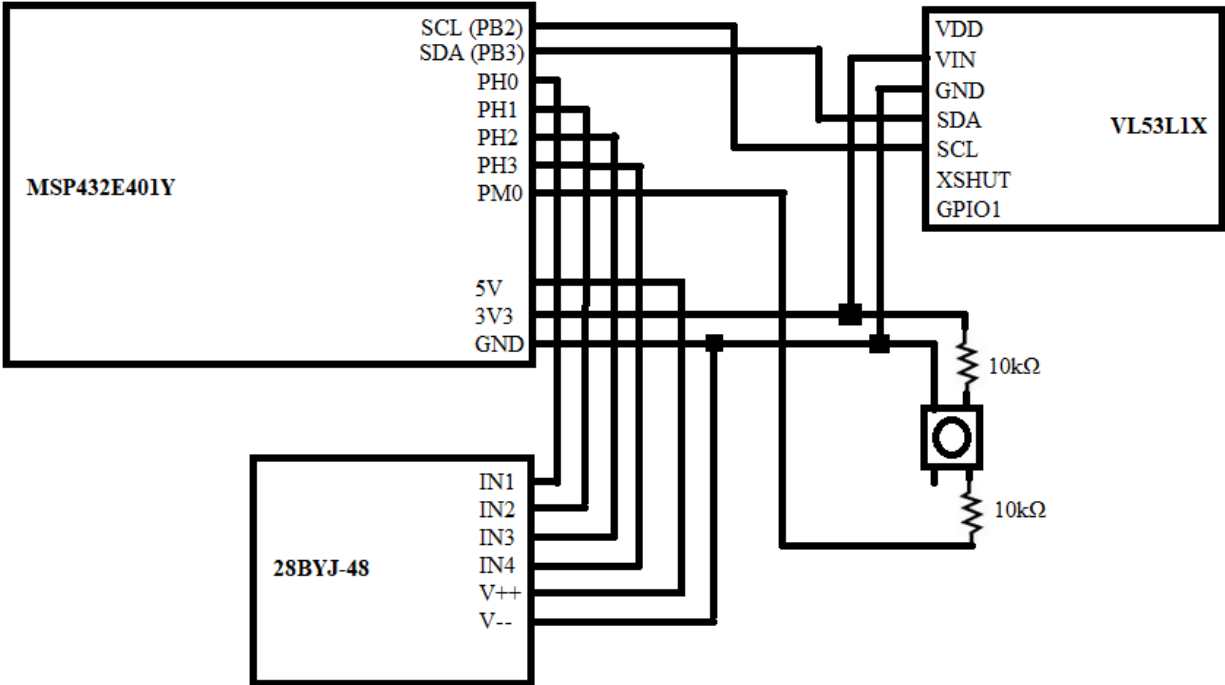 SCL (PB2)
SDA (PB3)
PH0
PH1
PH2
PH3
PM0
MSP432E401Y
5V
3V3
GND
VDD
VIN
GND
SDA
SCL
XSHUT
GPIO1
VL53L1X
10kΩ
10kΩ
IN1
IN2
IN3
IN4
V++
V--
28BYJ-48